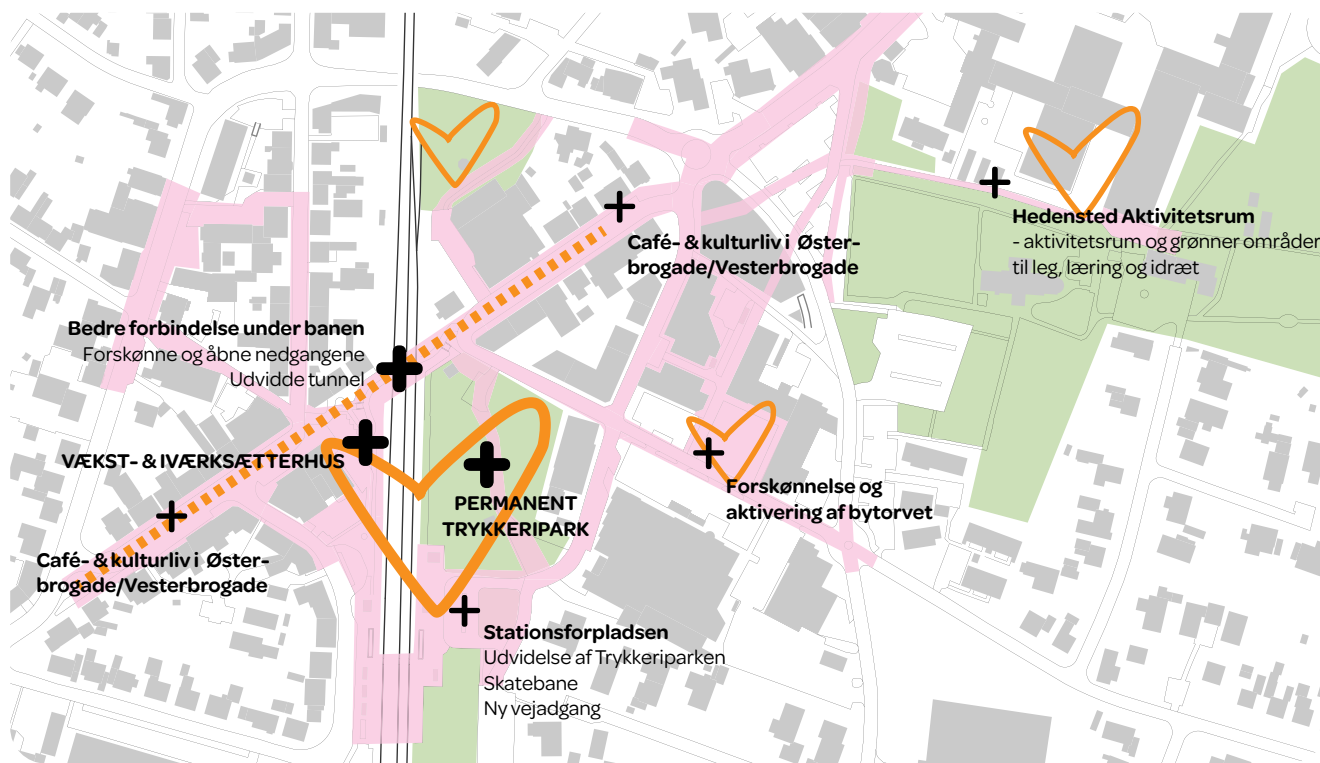 Hedensted Aktivitetsrum
- aktivitetsrum og grønner områder
til leg, læring og idræt
Café- & kulturliv i Øster-
brogade/Vesterbrogade
Bedre forbindelse under banen
Forskønne og åbne nedgangene
Udvidde tunnel
VÆKST- & IVÆRKSÆTTERHUS
PERMANENT
TRYKKERIPARK
Forskønnelse og
aktivering af bytorvet
Café- & kulturliv i Øster-
brogade/Vesterbrogade
Stationsforpladsen
Udvidelse af Trykkeriparken
Skatebane
Ny vejadgang